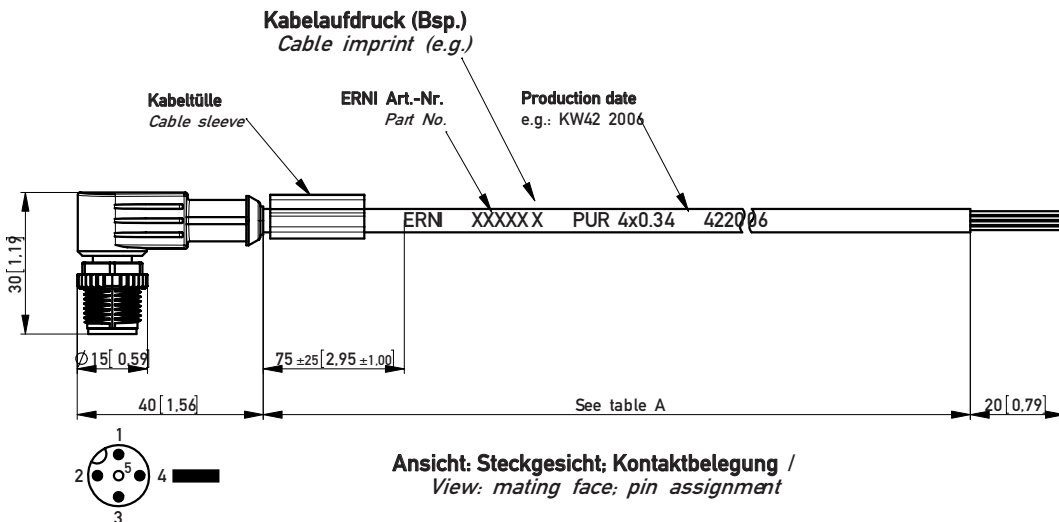 Kabelaufdruck (Bsp.)
Cable imprint (e.g.)
Kabeltülle
Cable sleeve
ERNI Art.-Nr.
Part No.
Production date
e.g.: KW42 2006
ERNI XXXXXX PUR 4x0.34 422006
30[1,19]
Ø15[0,59]
75 ±25[2,95 ±1,00]
40[1,56]
See table A
20[0,79]
1
2 5 4
3
Ansicht: Steckgesicht; Kontaktbelegung /
View: mating face; pin assignment